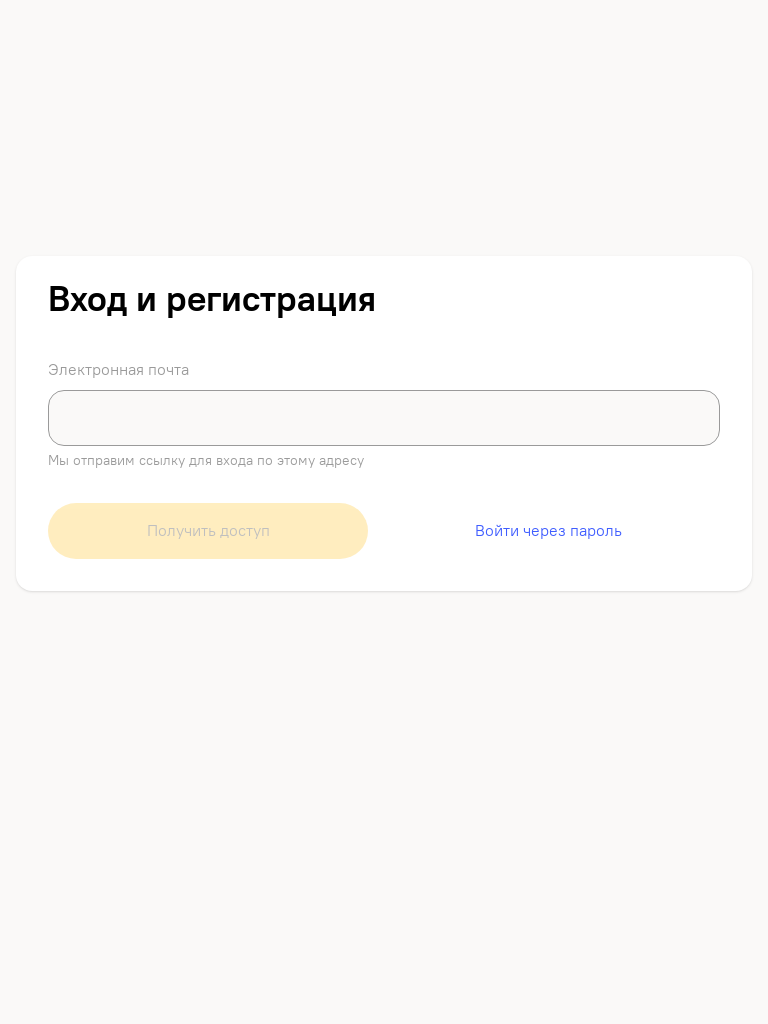 Вход и регистрация
Электронная почта
Мы отправим ссылку для входа по этому адресу
Получить доступ
Войти через пароль